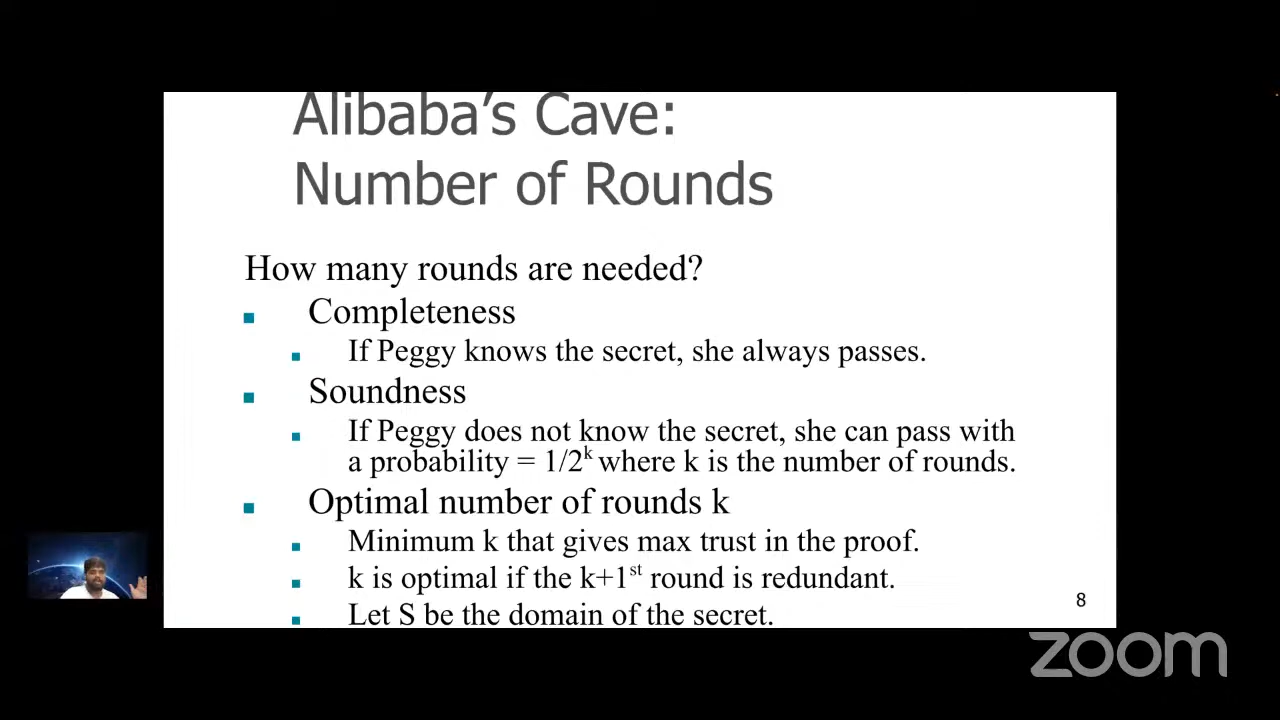 Alibaba’s Cave:
Number of Rounds
How many rounds are needed?
Completeness
If Peggy knows the secret, she always passes.
Soundness
If Peggy does not know the secret, she can pass with
a probability = 1/2^k where k is the number of rounds.
Optimal number of rounds k
Minimum k that gives max trust in the proof.
k is optimal if the k+1^st round is redundant.
Let S be the domain of the secret.
8
zoom